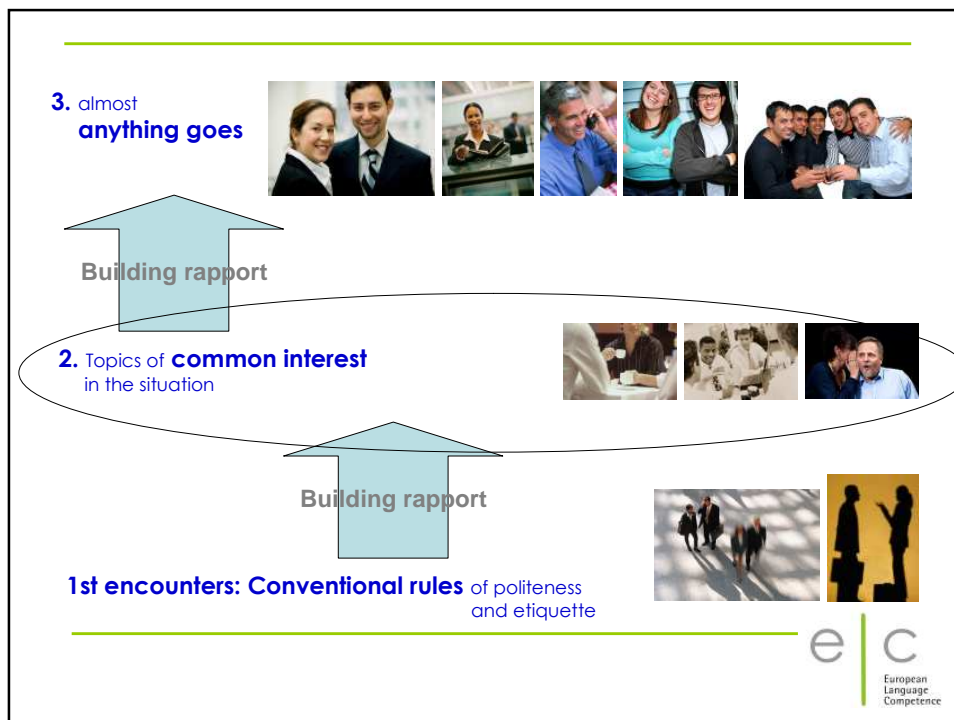 3. almost
anything goes
Building rapport
2. Topics of common interest
in the situation
Building rapport
1st encounters: Conventional rules of politeness
and etiquette
e c
European
Language
Competence